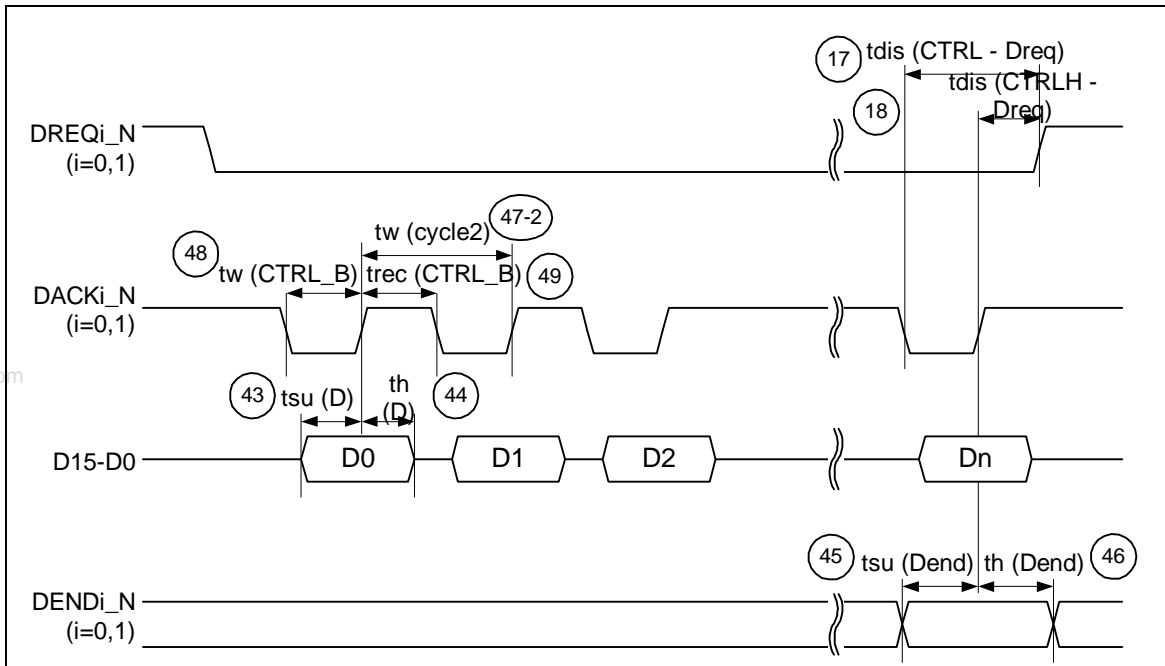 17 tdis (CTRL - Dreq)
18 tdis (CTRLH -
Dreq)
DREQi_N
(i=0,1)
48 tw (cycle2) 47-2
tw (CTRL_B) trec (CTRL_B) 49
DACKi_N
(i=0,1)
om
43 tsu (D) th
(D) 44
D15-D0 D0 D1 D2 Dn
45 tsu (Dend) th (Dend) 46
DENDi_N
(i=0,1)